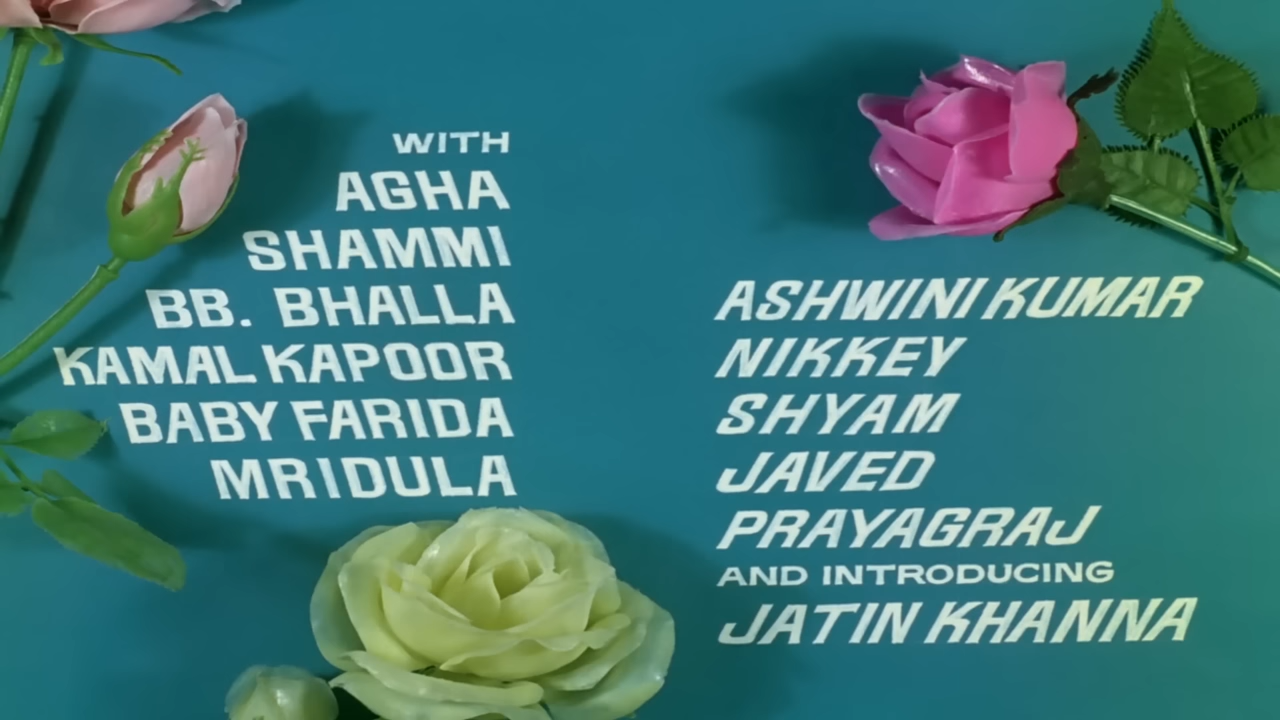 WITH
AGHA
SHAMMI
BB. BHALLA
KAMAL KAPOOR
BABY FARIDA
MRIDULA
ASHWINI KUMAR
NIKKEY
SHYAM
JAVED
PRAYAGRAJ
AND INTRODUCING
JATIN KHANNA